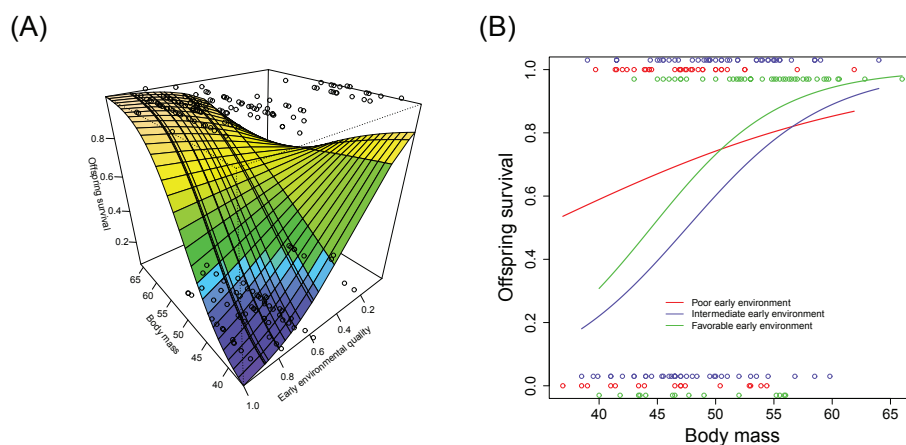 (A)
(B)
Offspring survival
0.8
0.6
0.4
0.2
65
60
55
50
45
40
Body mass
1.0
0.8
0.6
0.4
0.2
Early environmental quality
Offspring survival
1.0
0.8
0.6
0.4
0.2
0.0
Poor early environment
Intermediate early environment
Favorable early environment
40 45 50 55 60 65
Body mass